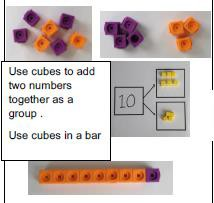 Use cubes to add
two numbers
together as a
group .
Use cubes in a bar
10